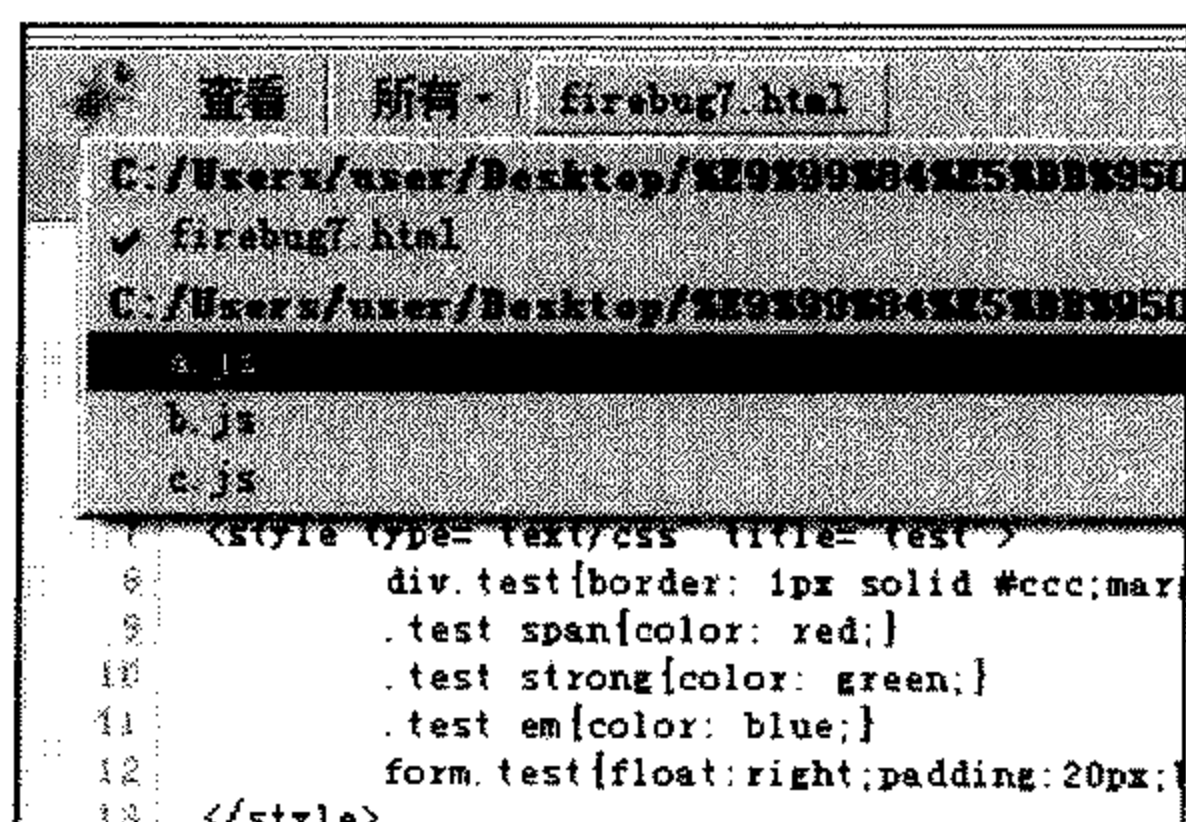 查看 所有 firebug7.html
C:/Users/user/Desktop/%E9%99%84%E5%BD%950
✓ firebug7.html
C:/Users/user/Desktop/%E9%99%84%E5%BD%950
a.js
b.js
c.js
7 <style type="text/css" title="test">
8 div.test{border: 1px solid #ccc;mar
9 .test span{color: red;}
10 .test strong{color: green;}
11 .test em{color: blue;}
12 form.test{float:right;padding:20px;
13 </style>